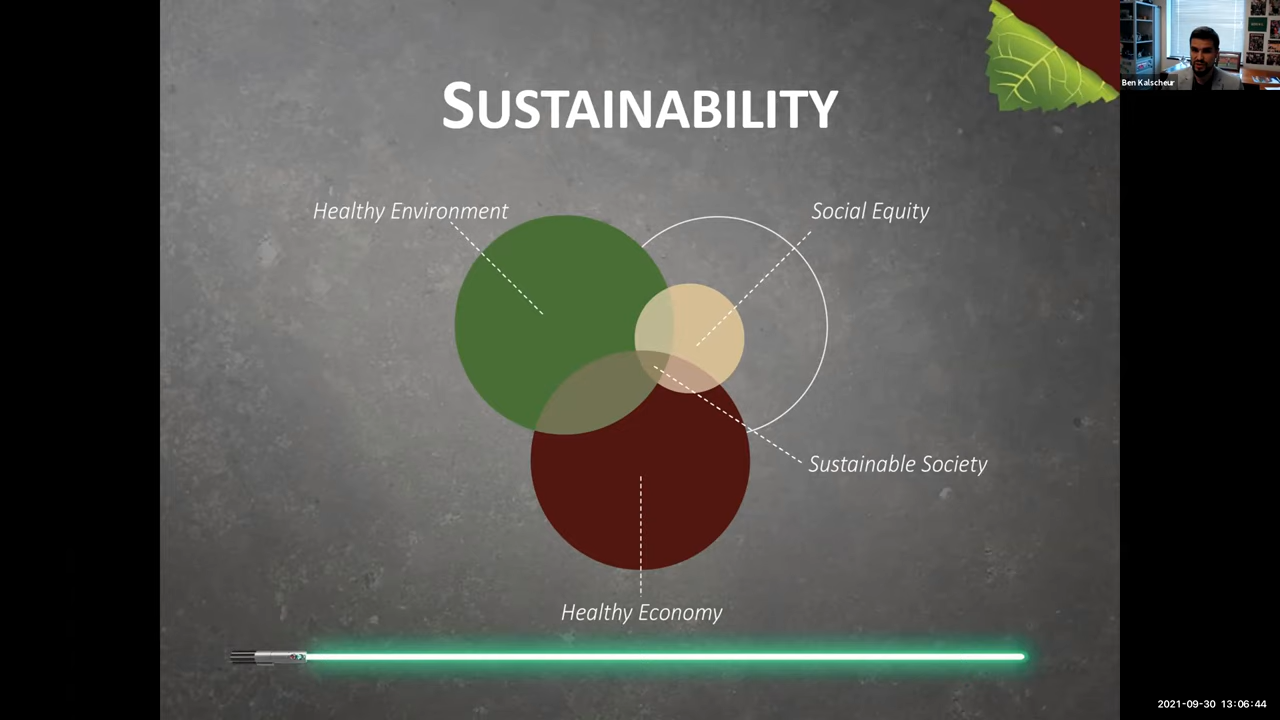 SUSTAINABILITY
Ben Kalscheur
Healthy Environment
Social Equity
Sustainable Society
Healthy Economy
2021-09-30 13:06:44